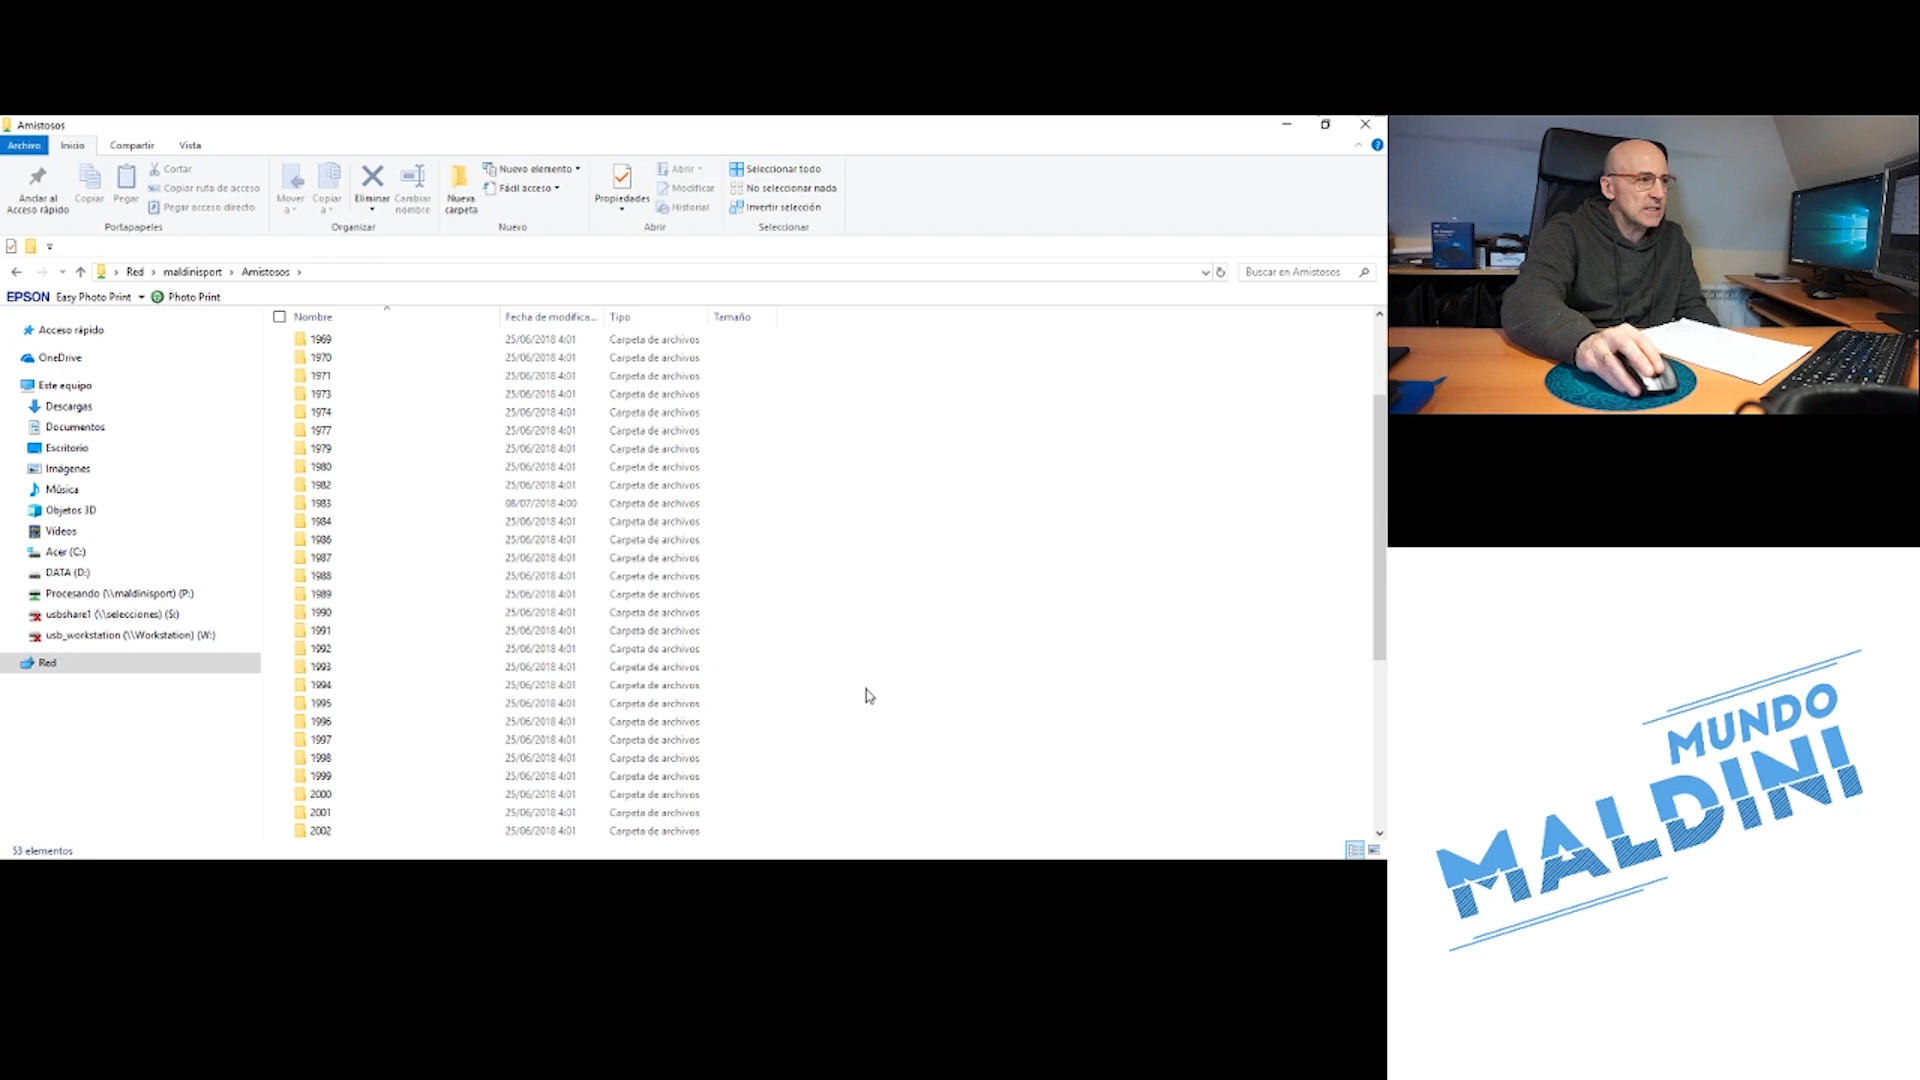 Amistosos
Archivo Inicio Compartir Vista
Anclar al Acceso rápido
Copiar
Pegar
Cortar
Copiar ruta de acceso
Pegar acceso directo
Portapapeles
Mover a
Copiar a
Eliminar
Cambiar nombre
Organizar
Nueva carpeta
Nuevo elemento
Fácil acceso
Nuevo
Propiedades
Abrir
Modificar
Historial
Abrir
Seleccionar todo
No seleccionar nada
Invertir selección
Seleccionar
Red › maldinisport › Amistosos ›
Buscar en Amistosos
EPSON Easy Photo Print Photo Print
Acceso rápido
OneDrive
Este equipo
Descargas
Documentos
Escritorio
Imágenes
Música
Objetos 3D
Vídeos
Acer (C:)
DATA (D:)
Procesando (\\maldinisport) (P:)
usbshare1 (\\selecciones) (S:)
usb_workstation (\\Workstation) (W:)
Red
Nombre Fecha de modifica... Tipo Tamaño
1969 25/06/2018 4:01 Carpeta de archivos
1970 25/06/2018 4:01 Carpeta de archivos
1971 25/06/2018 4:01 Carpeta de archivos
1973 25/06/2018 4:01 Carpeta de archivos
1974 25/06/2018 4:01 Carpeta de archivos
1977 25/06/2018 4:01 Carpeta de archivos
1979 25/06/2018 4:01 Carpeta de archivos
1980 25/06/2018 4:01 Carpeta de archivos
1982 25/06/2018 4:01 Carpeta de archivos
1983 08/07/2018 4:00 Carpeta de archivos
1984 25/06/2018 4:01 Carpeta de archivos
1986 25/06/2018 4:01 Carpeta de archivos
1987 25/06/2018 4:01 Carpeta de archivos
1988 25/06/2018 4:01 Carpeta de archivos
1989 25/06/2018 4:01 Carpeta de archivos
1990 25/06/2018 4:01 Carpeta de archivos
1991 25/06/2018 4:01 Carpeta de archivos
1992 25/06/2018 4:01 Carpeta de archivos
1993 25/06/2018 4:01 Carpeta de archivos
1994 25/06/2018 4:01 Carpeta de archivos
1995 25/06/2018 4:01 Carpeta de archivos
1996 25/06/2018 4:01 Carpeta de archivos
1997 25/06/2018 4:01 Carpeta de archivos
1998 25/06/2018 4:01 Carpeta de archivos
1999 25/06/2018 4:01 Carpeta de archivos
2000 25/06/2018 4:01 Carpeta de archivos
2001 25/06/2018 4:01 Carpeta de archivos
2002 25/06/2018 4:01 Carpeta de archivos
53 elementos
MUNDO
MALDINI